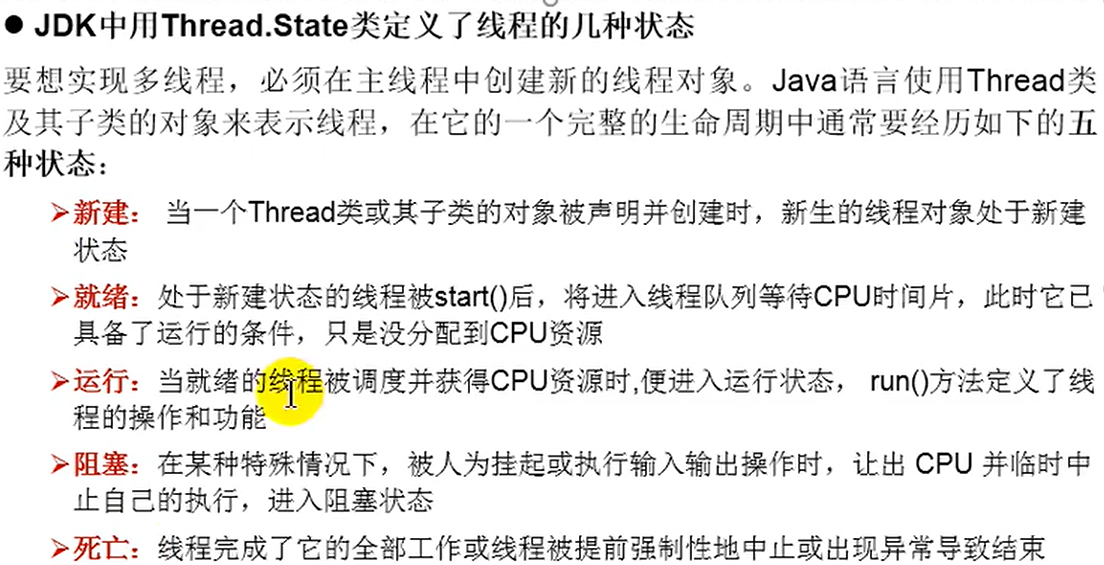 ● JDK中用Thread.State类定义了线程的几种状态
要想实现多线程，必须在主线程中创建新的线程对象。Java语言使用Thread类
及其子类的对象来表示线程，在它的一个完整的生命周期中通常要经历如下的五
种状态：
➢新建： 当一个Thread类或其子类的对象被声明并创建时，新生的线程对象处于新建
状态
➢就绪：处于新建状态的线程被start()后，将进入线程队列等待CPU时间片，此时它已
具备了运行的条件，只是没分配到CPU资源
➢运行：当就绪的线程被调度并获得CPU资源时,便进入运行状态， run()方法定义了线
程的操作和功能
➢阻塞：在某种特殊情况下，被人为挂起或执行输入输出操作时，让出 CPU 并临时中
止自己的执行，进入阻塞状态
➢死亡：线程完成了它的全部工作或线程被提前强制性地中止或出现异常导致结束